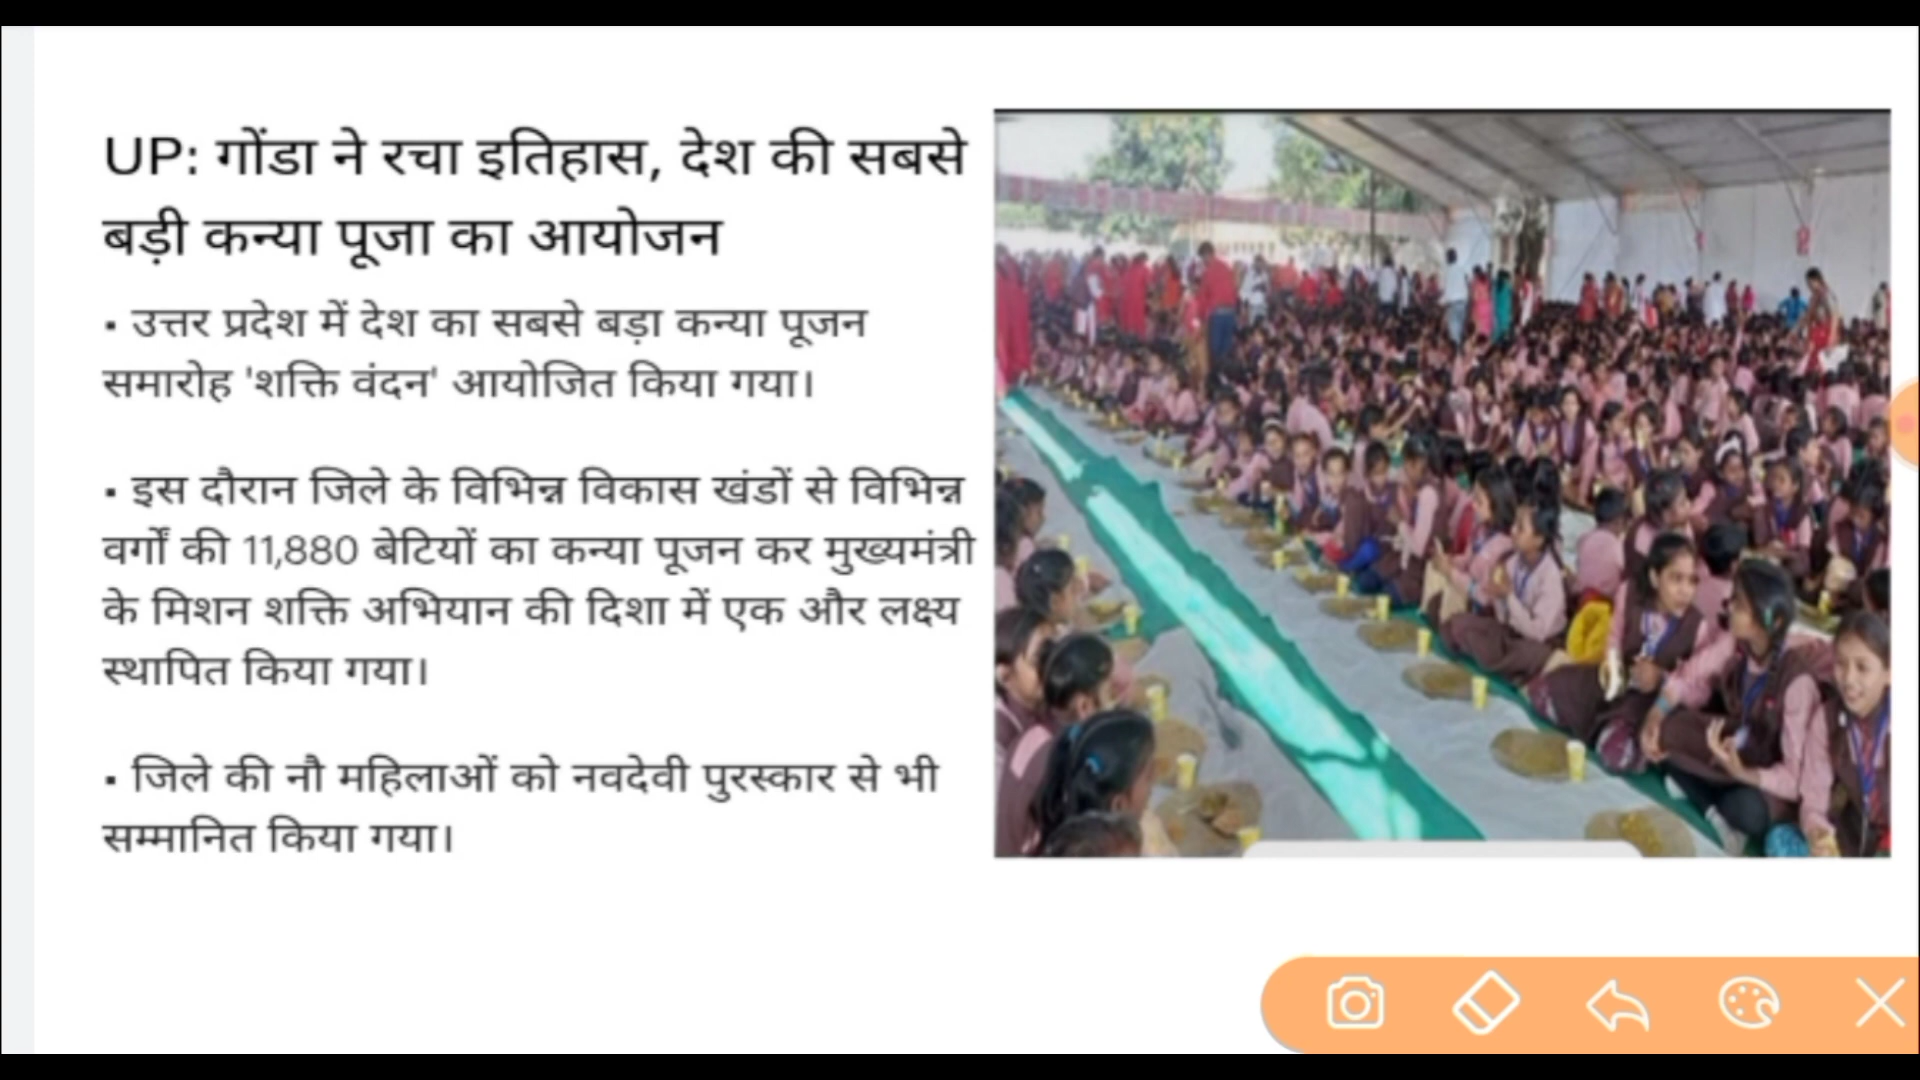 UP: गोंडा ने रचा इतिहास, देश की सबसे
बड़ी कन्या पूजा का आयोजन
▪ उत्तर प्रदेश में देश का सबसे बड़ा कन्या पूजन
समारोह 'शक्ति वंदन' आयोजित किया गया।
▪ इस दौरान जिले के विभिन्न विकास खंडों से विभिन्न
वर्गों की 11,880 बेटियों का कन्या पूजन कर मुख्यमंत्री
के मिशन शक्ति अभियान की दिशा में एक और लक्ष्य
स्थापित किया गया।
▪ जिले की नौ महिलाओं को नवदेवी पुरस्कार से भी
सम्मानित किया गया।